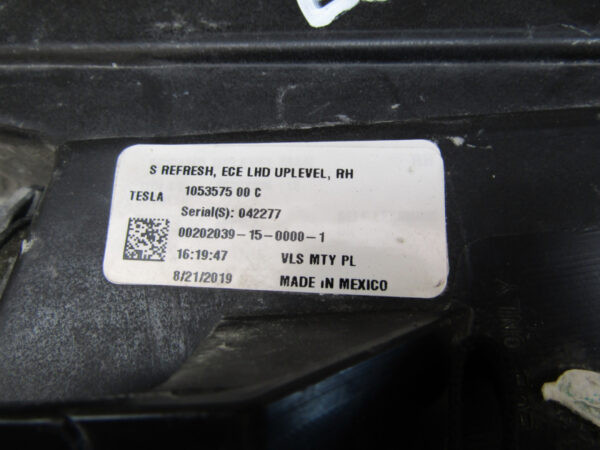 S REFRESH, ECE LHD UPLEVEL, RH
TESLA 1053575 00 C
Serial(S): 042277
00202039-15-0000-1
16:19:47 VLS MTY PL
8/21/2019 MADE iN MEXICO